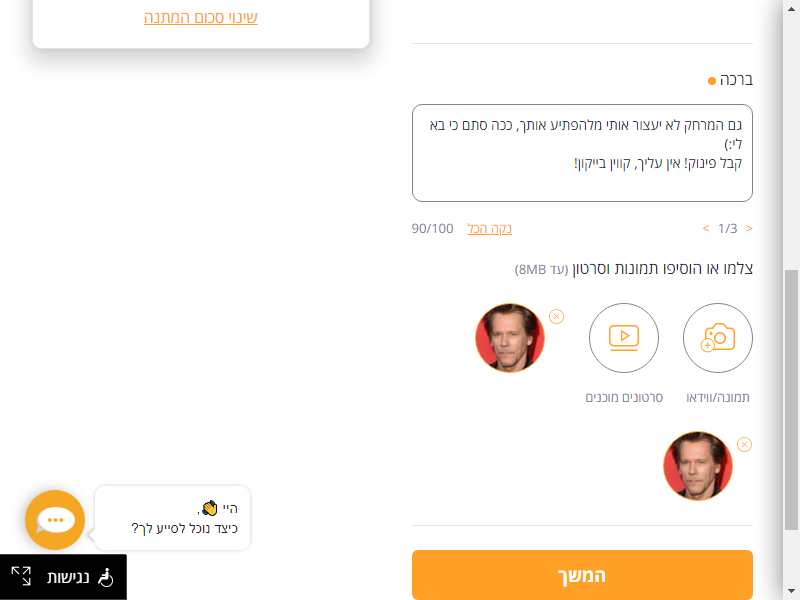 שינוי סכום המתנה
ברכה
גם המרחק לא יעצור אותי מלהפתיע אותך, ככה סתם כי בא
לי:)
קבל פינוק! אין עליך, קווין בייקון!
< 1/3 >
נקה הכל
90/100
צלמו או הוסיפו תמונות וסרטון (עד 8MB)
תמונה/ווידאו
סרטונים מוכנים
היי 👏,
כיצד נוכל לסייע לך?
המשך
נגישות